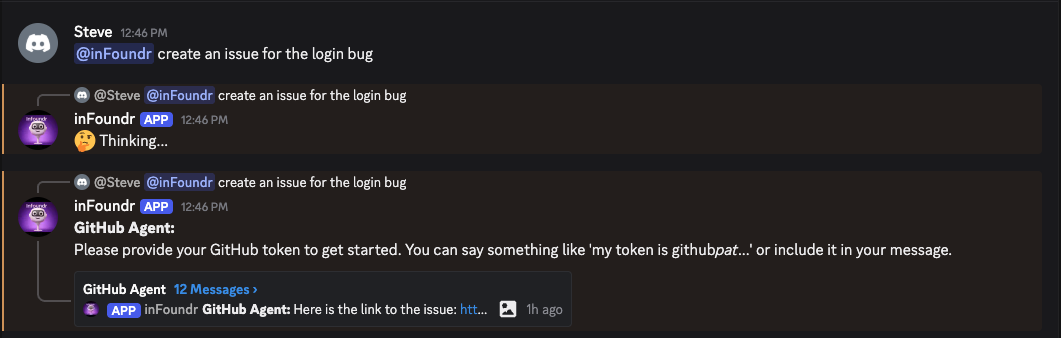 Steve 12:46 PM
@inFoundr create an issue for the login bug
@Steve @inFoundr create an issue for the login bug
inFoundr APP 12:46 PM
🤔 Thinking...
@Steve @inFoundr create an issue for the login bug
inFoundr APP 12:46 PM
GitHub Agent:
Please provide your GitHub token to get started. You can say something like 'my token is githubpat...' or include it in your message.
GitHub Agent 12 Messages ›
APP inFoundr GitHub Agent: Here is the link to the issue: htt... 1h ago